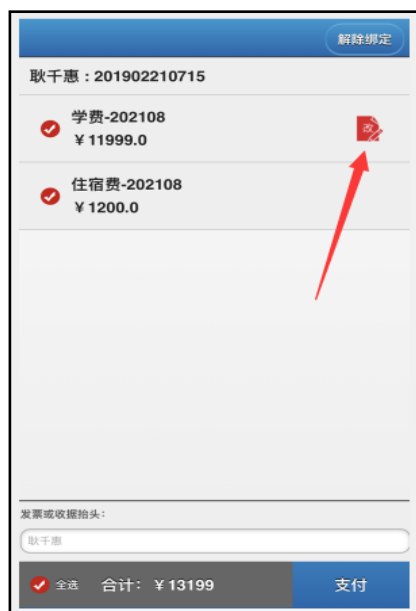 解除绑定
耿千惠：201902210715
学费-202108
￥11999.0
改
住宿费-202108
￥1200.0
发票或收据抬头：
耿千惠
全选 合计：￥13199 支付